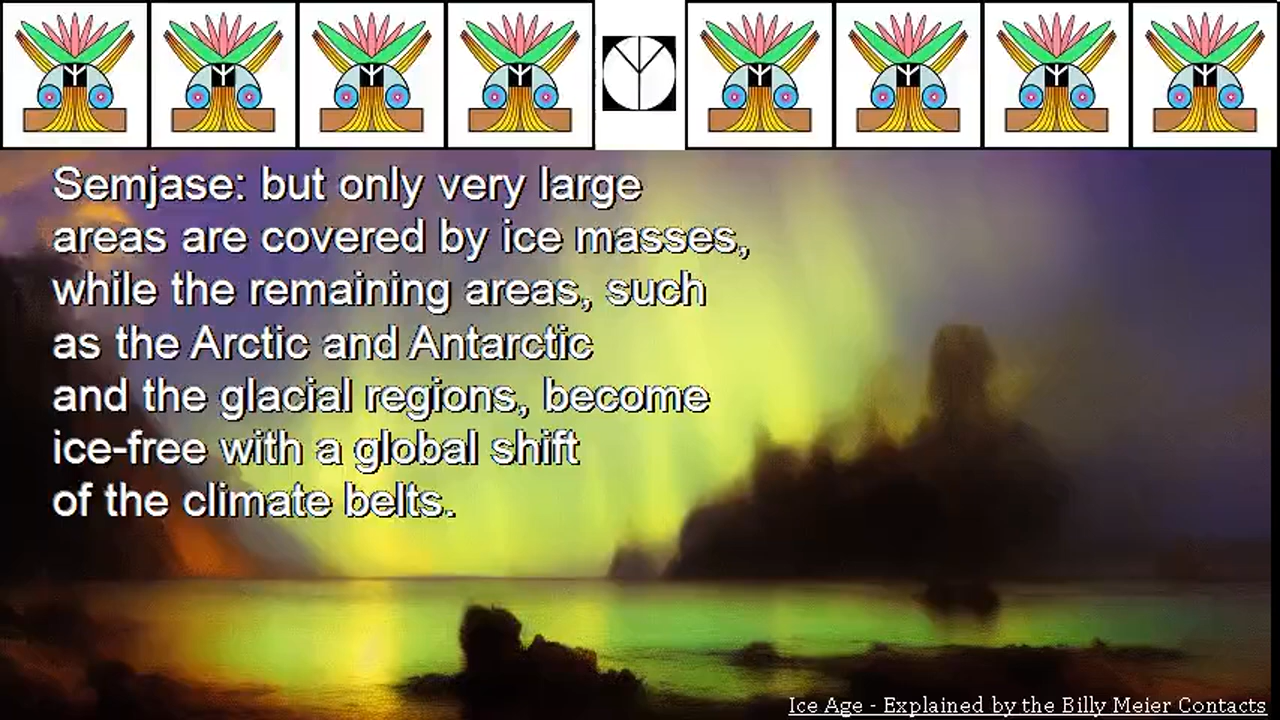 Semjase: but only very large
areas are covered by ice masses,
while the remaining areas, such
as the Arctic and Antarctic
and the glacial regions, become
ice-free with a global shift
of the climate belts.
Ice Age - Explained by the Billy Meier Contacts